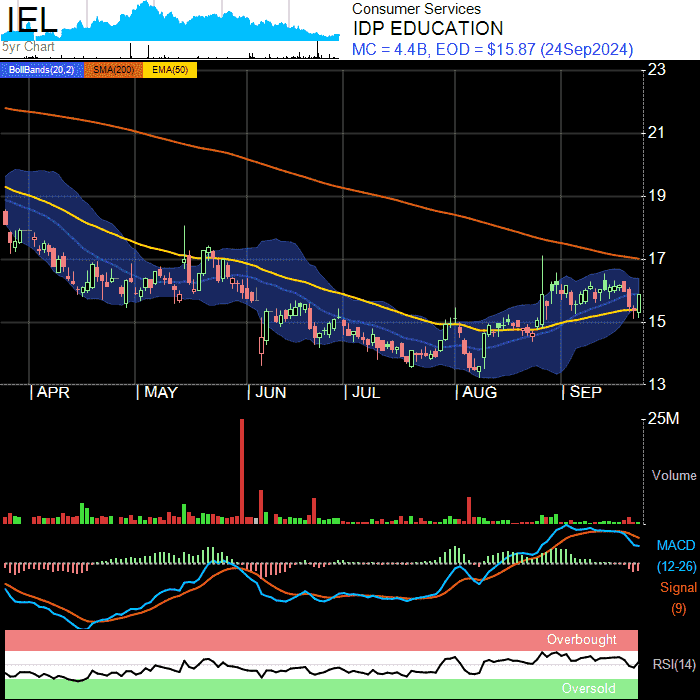 IEL
5yr Chart
Consumer Services
IDP EDUCATION
MC = 4.4B, EOD = $15.87 (24Sep2024)
BollBands(20,2) SMA(200) EMA(50)
23
21
19
17
15
13
APR MAY JUN JUL AUG SEP
25M
Volume
MACD
(12-26)
Signal
(9)
Overbought
RSI(14)
Oversold